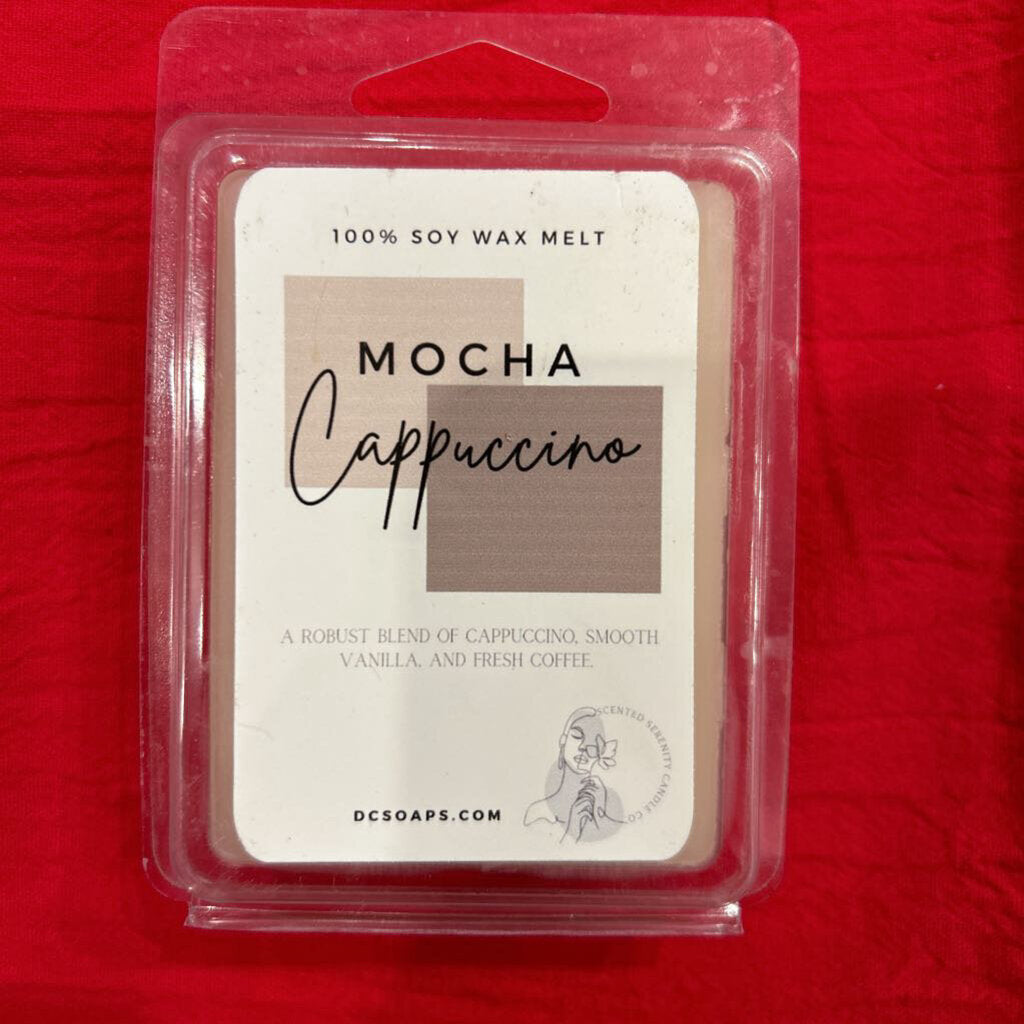 100% SOY WAX MELT
MOCHA
Cappuccino
A ROBUST BLEND OF CAPPUCCINO, SMOOTH
VANILLA, AND FRESH COFFEE.
SCENTED SERENITY CANDLE CO.
DCSOAPS.COM